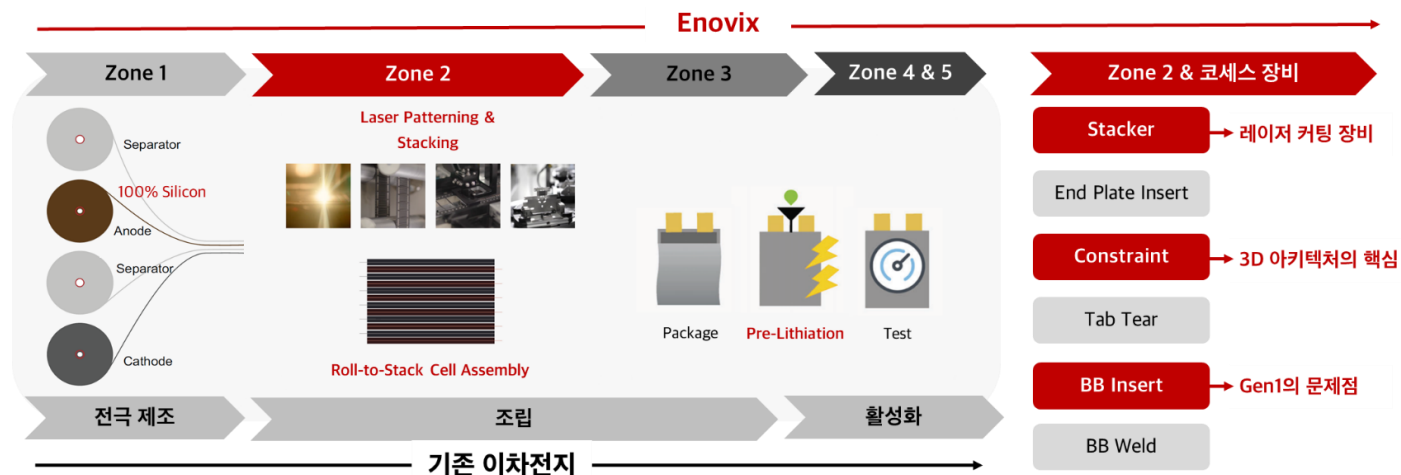 Enovix
Zone 1
Zone 2
Zone 3
Zone 4 & 5
Zone 2 & 코세스 장비
Separator
100% Silicon
Anode
Separator
Cathode
Laser Patterning &
Stacking
Roll-to-Stack Cell Assembly
Package
Pre-Lithiation
Test
Stacker
레이저 커팅 장비
End Plate Insert
Constraint
3D 아키텍처의 핵심
Tab Tear
BB Insert
Gen1의 문제점
BB Weld
전극 제조
조립
활성화
기존 이차전지